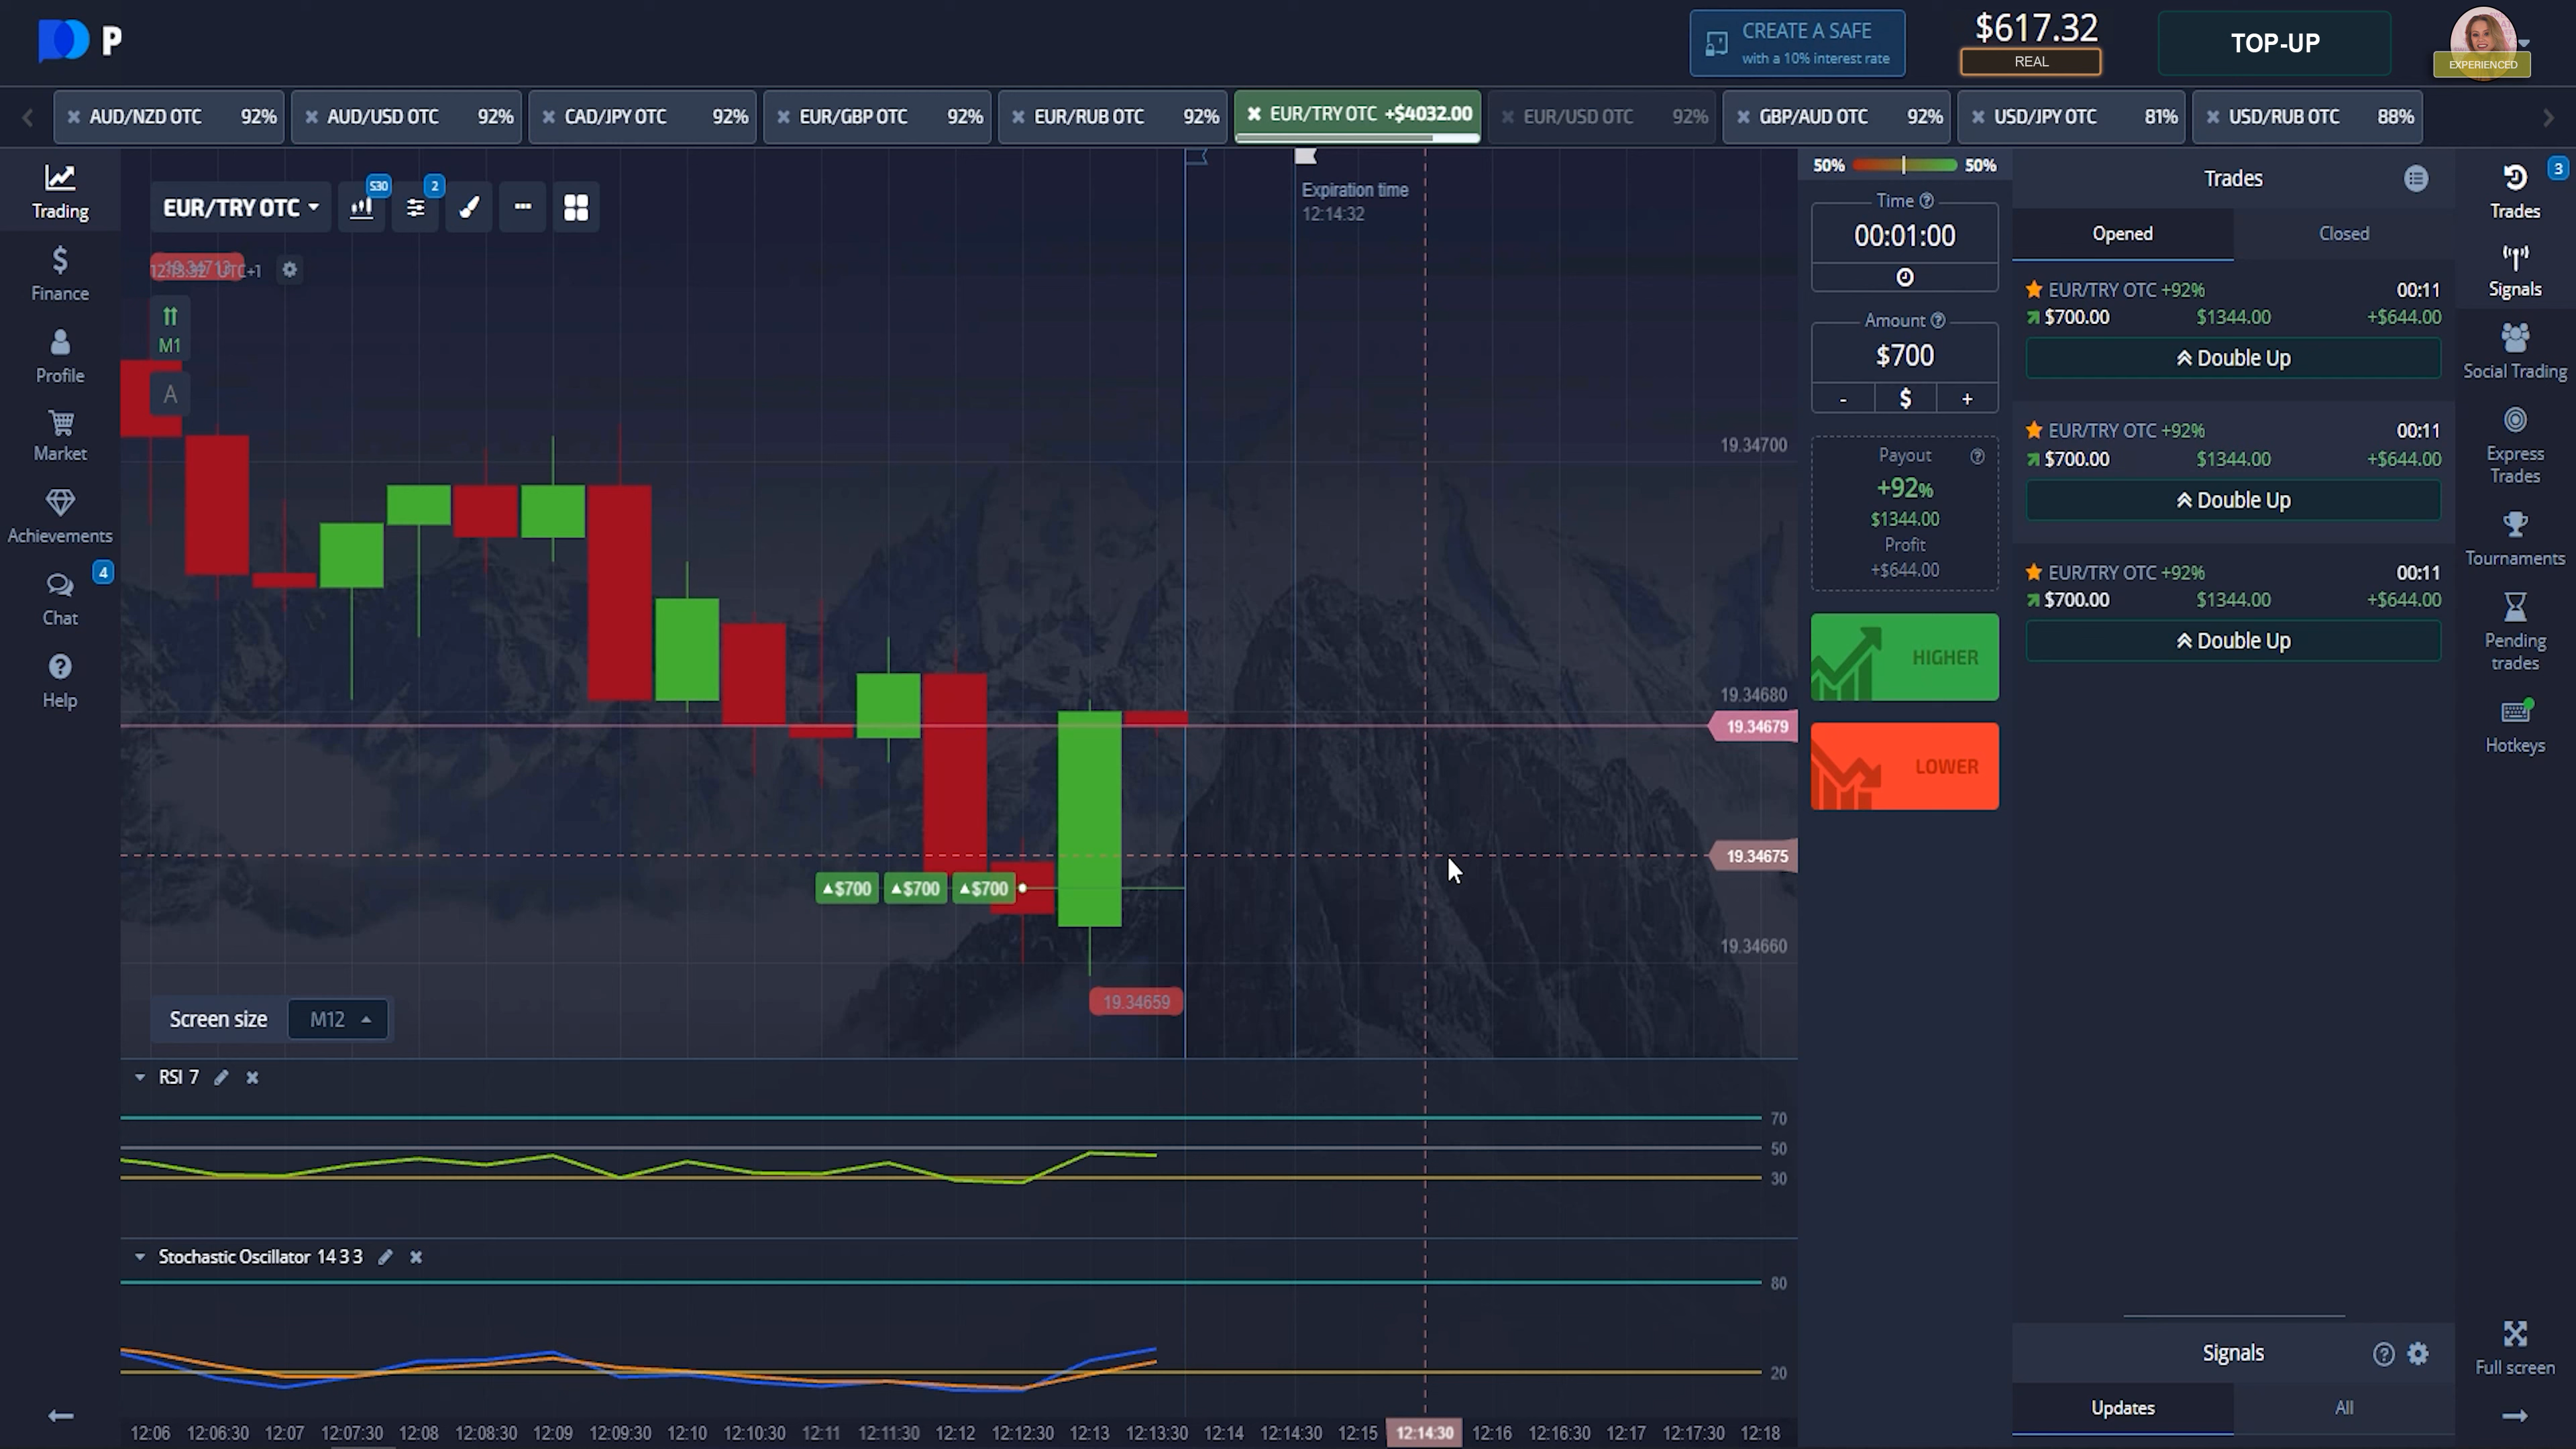 P
CREATE A SAFE
with a 10% interest rate
$617.32
REAL
TOP-UP
EXPERIENCED
AUD/NZD OTC 92%
AUD/USD OTC 92%
CAD/JPY OTC 92%
EUR/GBP OTC 92%
EUR/RUB OTC 92%
EUR/TRY OTC +$4032.00
EUR/USD OTC 92%
GBP/AUD OTC 92%
USD/JPY OTC 81%
USD/RUB OTC 88%
Trading
Finance
Profile
Market
Achievements
4
Chat
Help
EUR/TRY OTC
S30
2
UTC+1
M1
A
Expiration time
12:14:32
19.34700
19.34680
19.34679
19.34675
19.34660
19.34659
$700 $700 $700
Screen size M12
RSI 7
70
50
30
Stochastic Oscillator 14 3 3
80
20
12:06 12:06:30 12:07 12:07:30 12:08 12:08:30 12:09 12:09:30 12:10 12:10:30 12:11 12:11:30 12:12 12:12:30 12:13 12:13:30 12:14 12:14:30 12:15 12:14:30 12:16 12:16:30 12:17 12:17:30 12:18
50% 50%
Time
00:01:00
Amount
$700
- $ +
Payout
+92%
$1344.00
Profit
+$644.00
HIGHER
LOWER
Trades
Opened Closed
EUR/TRY OTC +92% 00:11
$700.00 $1344.00 +$644.00
Double Up
EUR/TRY OTC +92% 00:11
$700.00 $1344.00 +$644.00
Double Up
EUR/TRY OTC +92% 00:11
$700.00 $1344.00 +$644.00
Double Up
Signals
Updates All
3
Trades
Signals
Social Trading
Express
Trades
Tournaments
Pending
trades
Hotkeys
Full screen